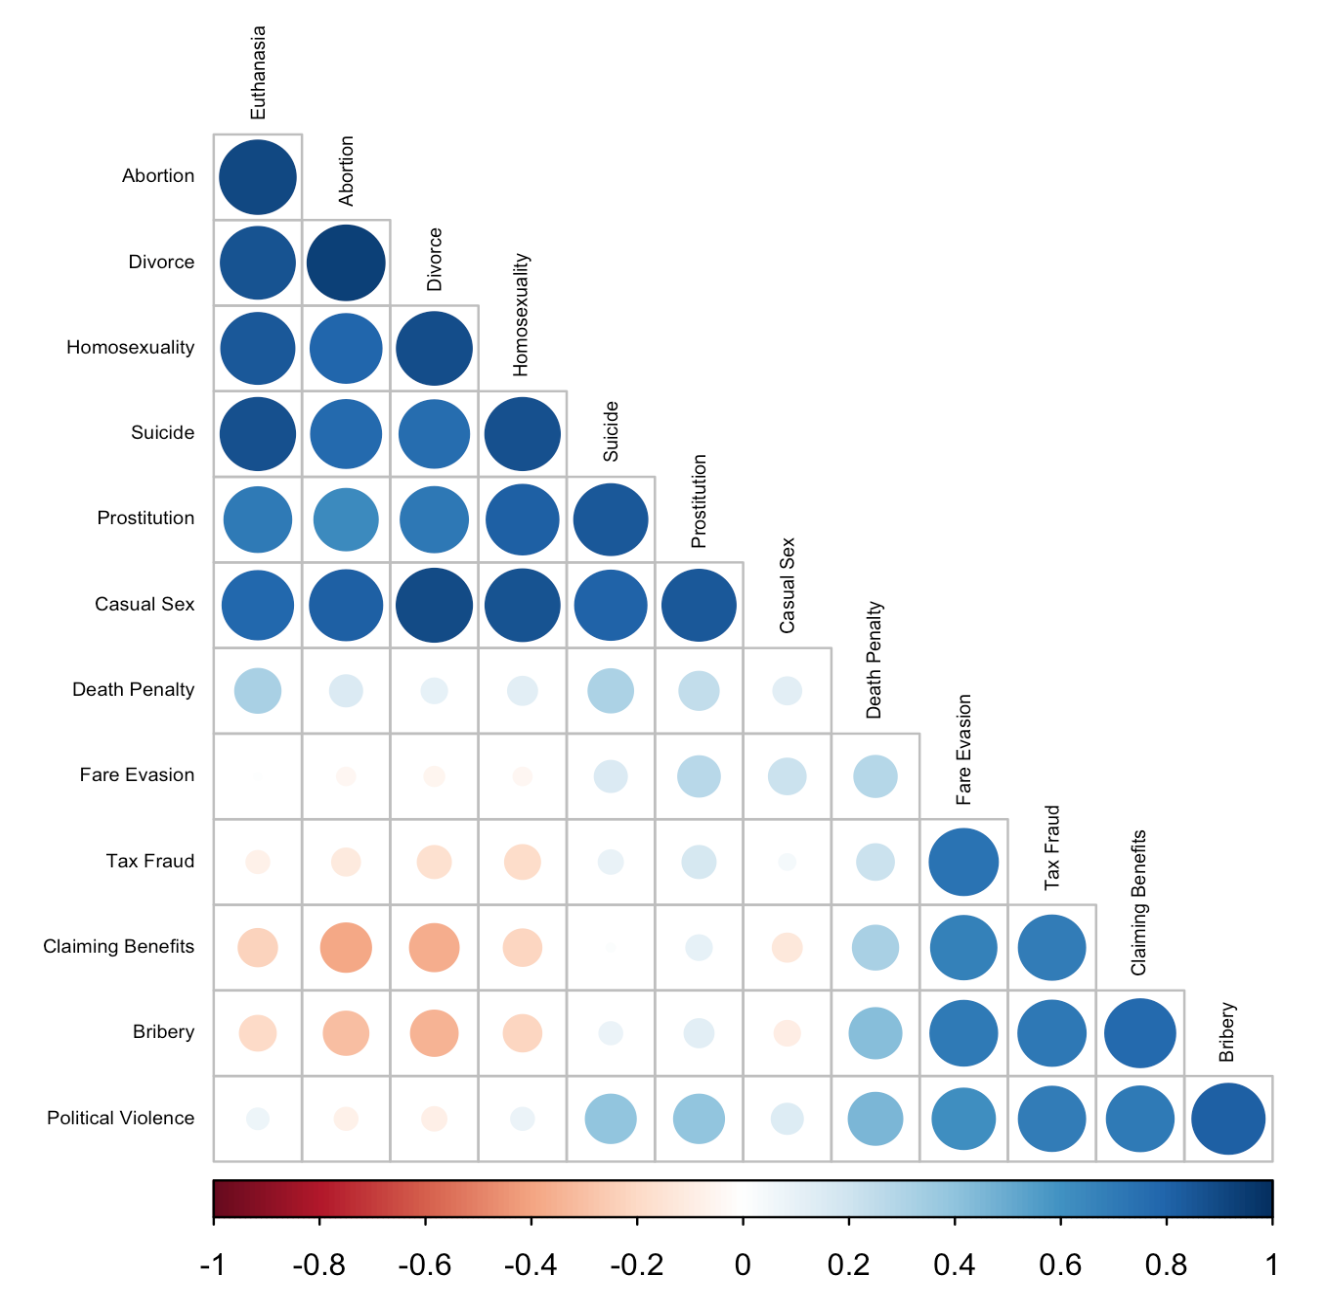 Euthanasia
Abortion
Abortion
Divorce
Divorce
Homosexuality
Homosexuality
Suicide
Suicide
Prostitution
Prostitution
Casual Sex
Casual Sex
Death Penalty
Death Penalty
Fare Evasion
Fare Evasion
Tax Fraud
Tax Fraud
Claiming Benefits
Claiming Benefits
Bribery
Bribery
Political Violence
-1 -0.8 -0.6 -0.4 -0.2 0 0.2 0.4 0.6 0.8 1